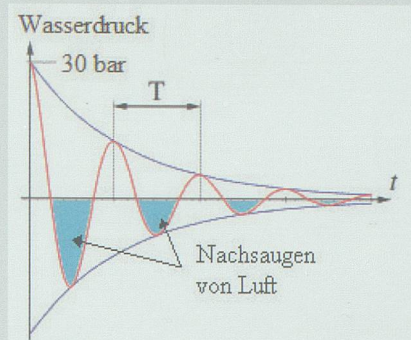 Wasserdruck
30 bar
T
t
Nachsaugen
von Luft